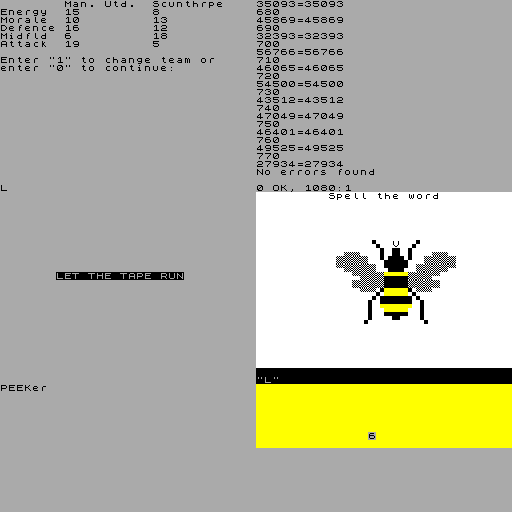 Man. Utd. Scunthrpe
Energy 15 8
Morale 10 13
Defence 16 12
Midfld 6 18
Attack 19 5
Enter "1" to change team or
enter "0" to continue:
L
35093=35093
680
45869=45869
690
32393=32393
700
56766=56766
710
46065=46065
720
54500=54500
730
43512=43512
740
47049=47049
750
46401=46401
760
49525=49525
770
27934=27934
No errors found
0 OK, 1080:1
LET THE TAPE RUN
Spell the word
"L"
PEEKer
6